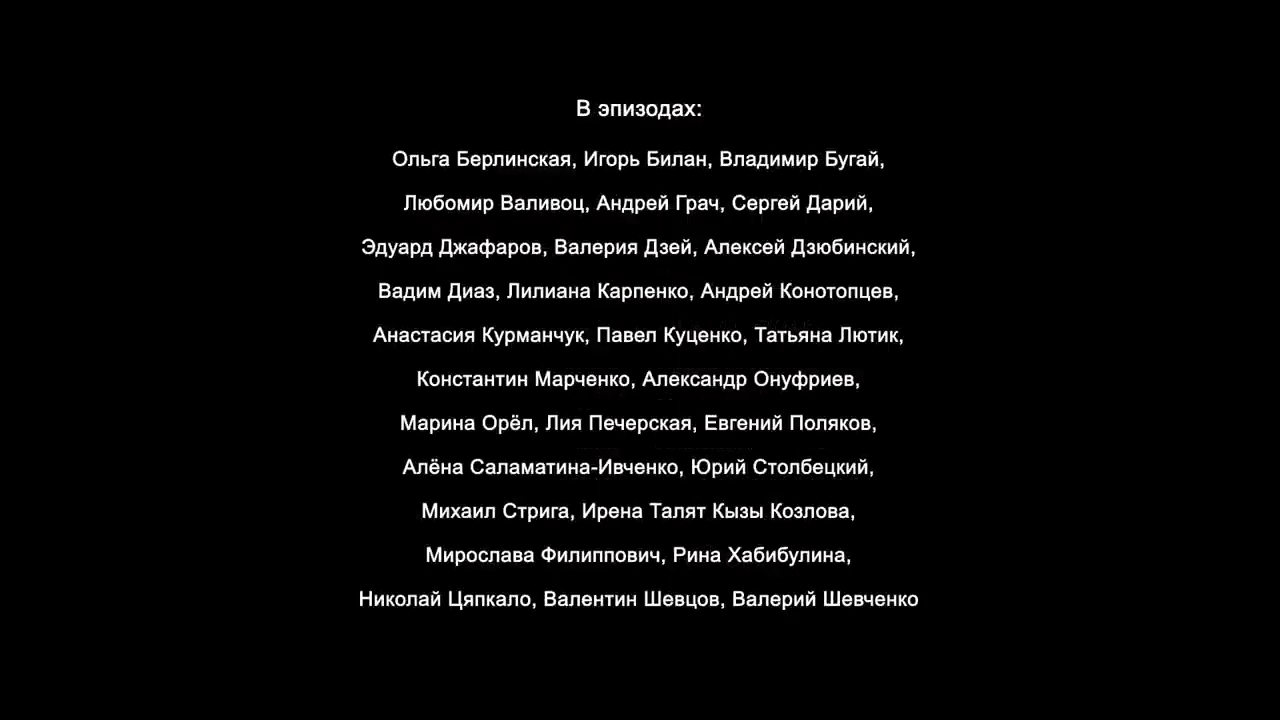 В эпизодах:
Ольга Берлинская, Игорь Билан, Владимир Бугай,
Любомир Валивоц, Андрей Грач, Сергей Дарий,
Эдуард Джафаров, Валерия Дзей, Алексей Дзюбинский,
Вадим Диаз, Лилиана Карпенко, Андрей Конотопцев,
Анастасия Курманчук, Павел Куценко, Татьяна Лютик,
Константин Марченко, Александр Онуфриев,
Марина Орёл, Лия Печерская, Евгений Поляков,
Алёна Саламатина-Ивченко, Юрий Столбецкий,
Михаил Стрига, Ирена Талят Кызы Козлова,
Мирослава Филиппович, Рина Хабибулина,
Николай Цяпкало, Валентин Шевцов, Валерий Шевченко